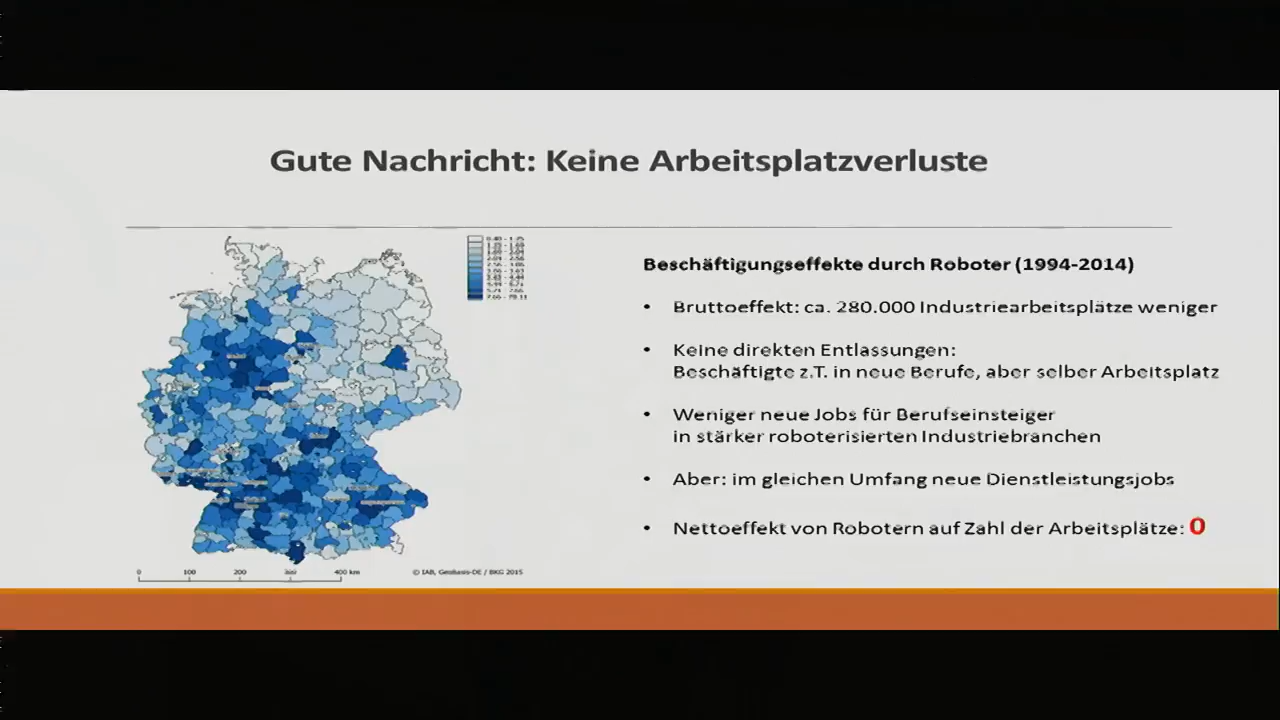 Gute Nachricht: Keine Arbeitsplatzverluste
Beschäftigungseffekte durch Roboter (1994-2014)
• Bruttoeffekt: ca. 280.000 Industriearbeitsplätze weniger
• Keine direkten Entlassungen:
Beschäftigte z.T. in neue Berufe, aber selber Arbeitsplatz
• Weniger neue Jobs für Berufseinsteiger
in stärker roboterisierten Industriebranchen
• Aber: im gleichen Umfang neue Dienstleistungsjobs
• Nettoeffekt von Robotern auf Zahl der Arbeitsplätze: 0
0 100 200 300 400 km
© IAB, GeoBasis-DE / BKG 2015